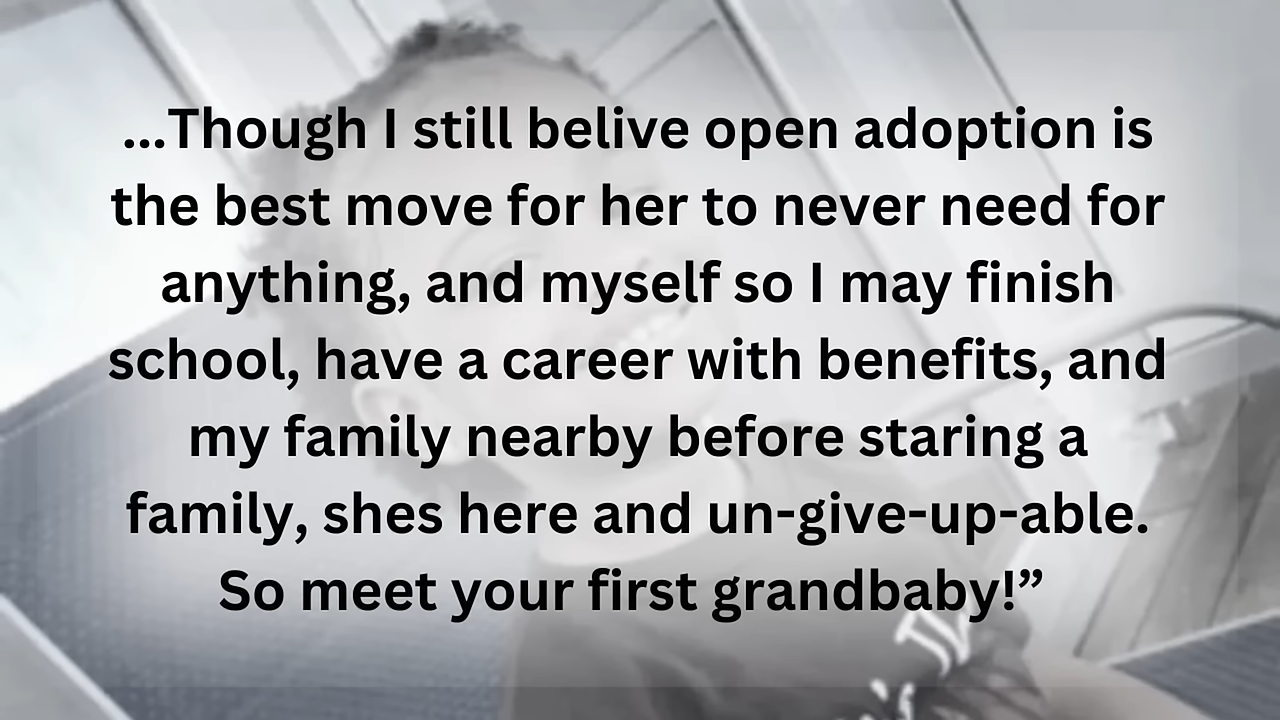 ...Though I still belive open adoption is
the best move for her to never need for
anything, and myself so I may finish
school, have a career with benefits, and
my family nearby before staring a
family, shes here and un-give-up-able.
So meet your first grandbaby!”